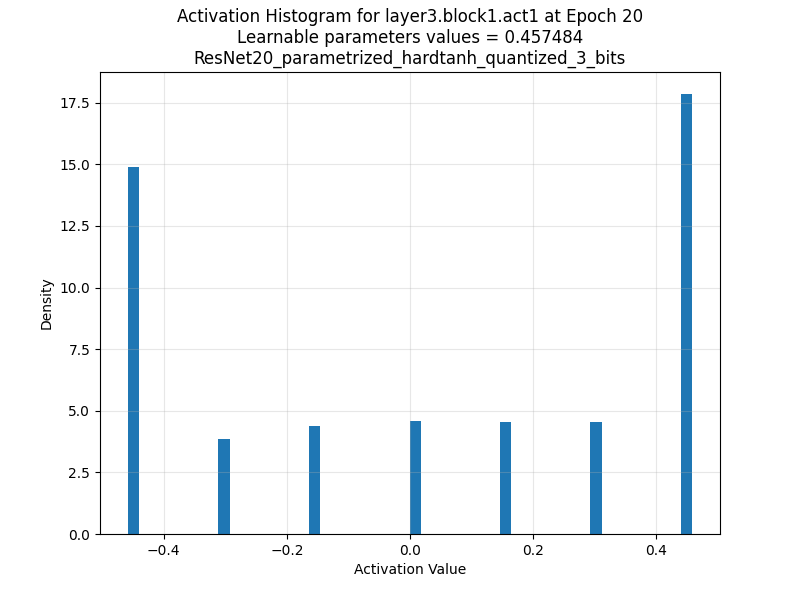 Activation Histogram for layer3.block1.act1 at Epoch 20
Learnable parameters values = 0.457484
ResNet20_parametrized_hardtanh_quantized_3_bits
17.5
15.0
12.5
10.0
7.5
5.0
2.5
0.0
Density
−0.4
−0.2
0.0
0.2
0.4
Activation Value